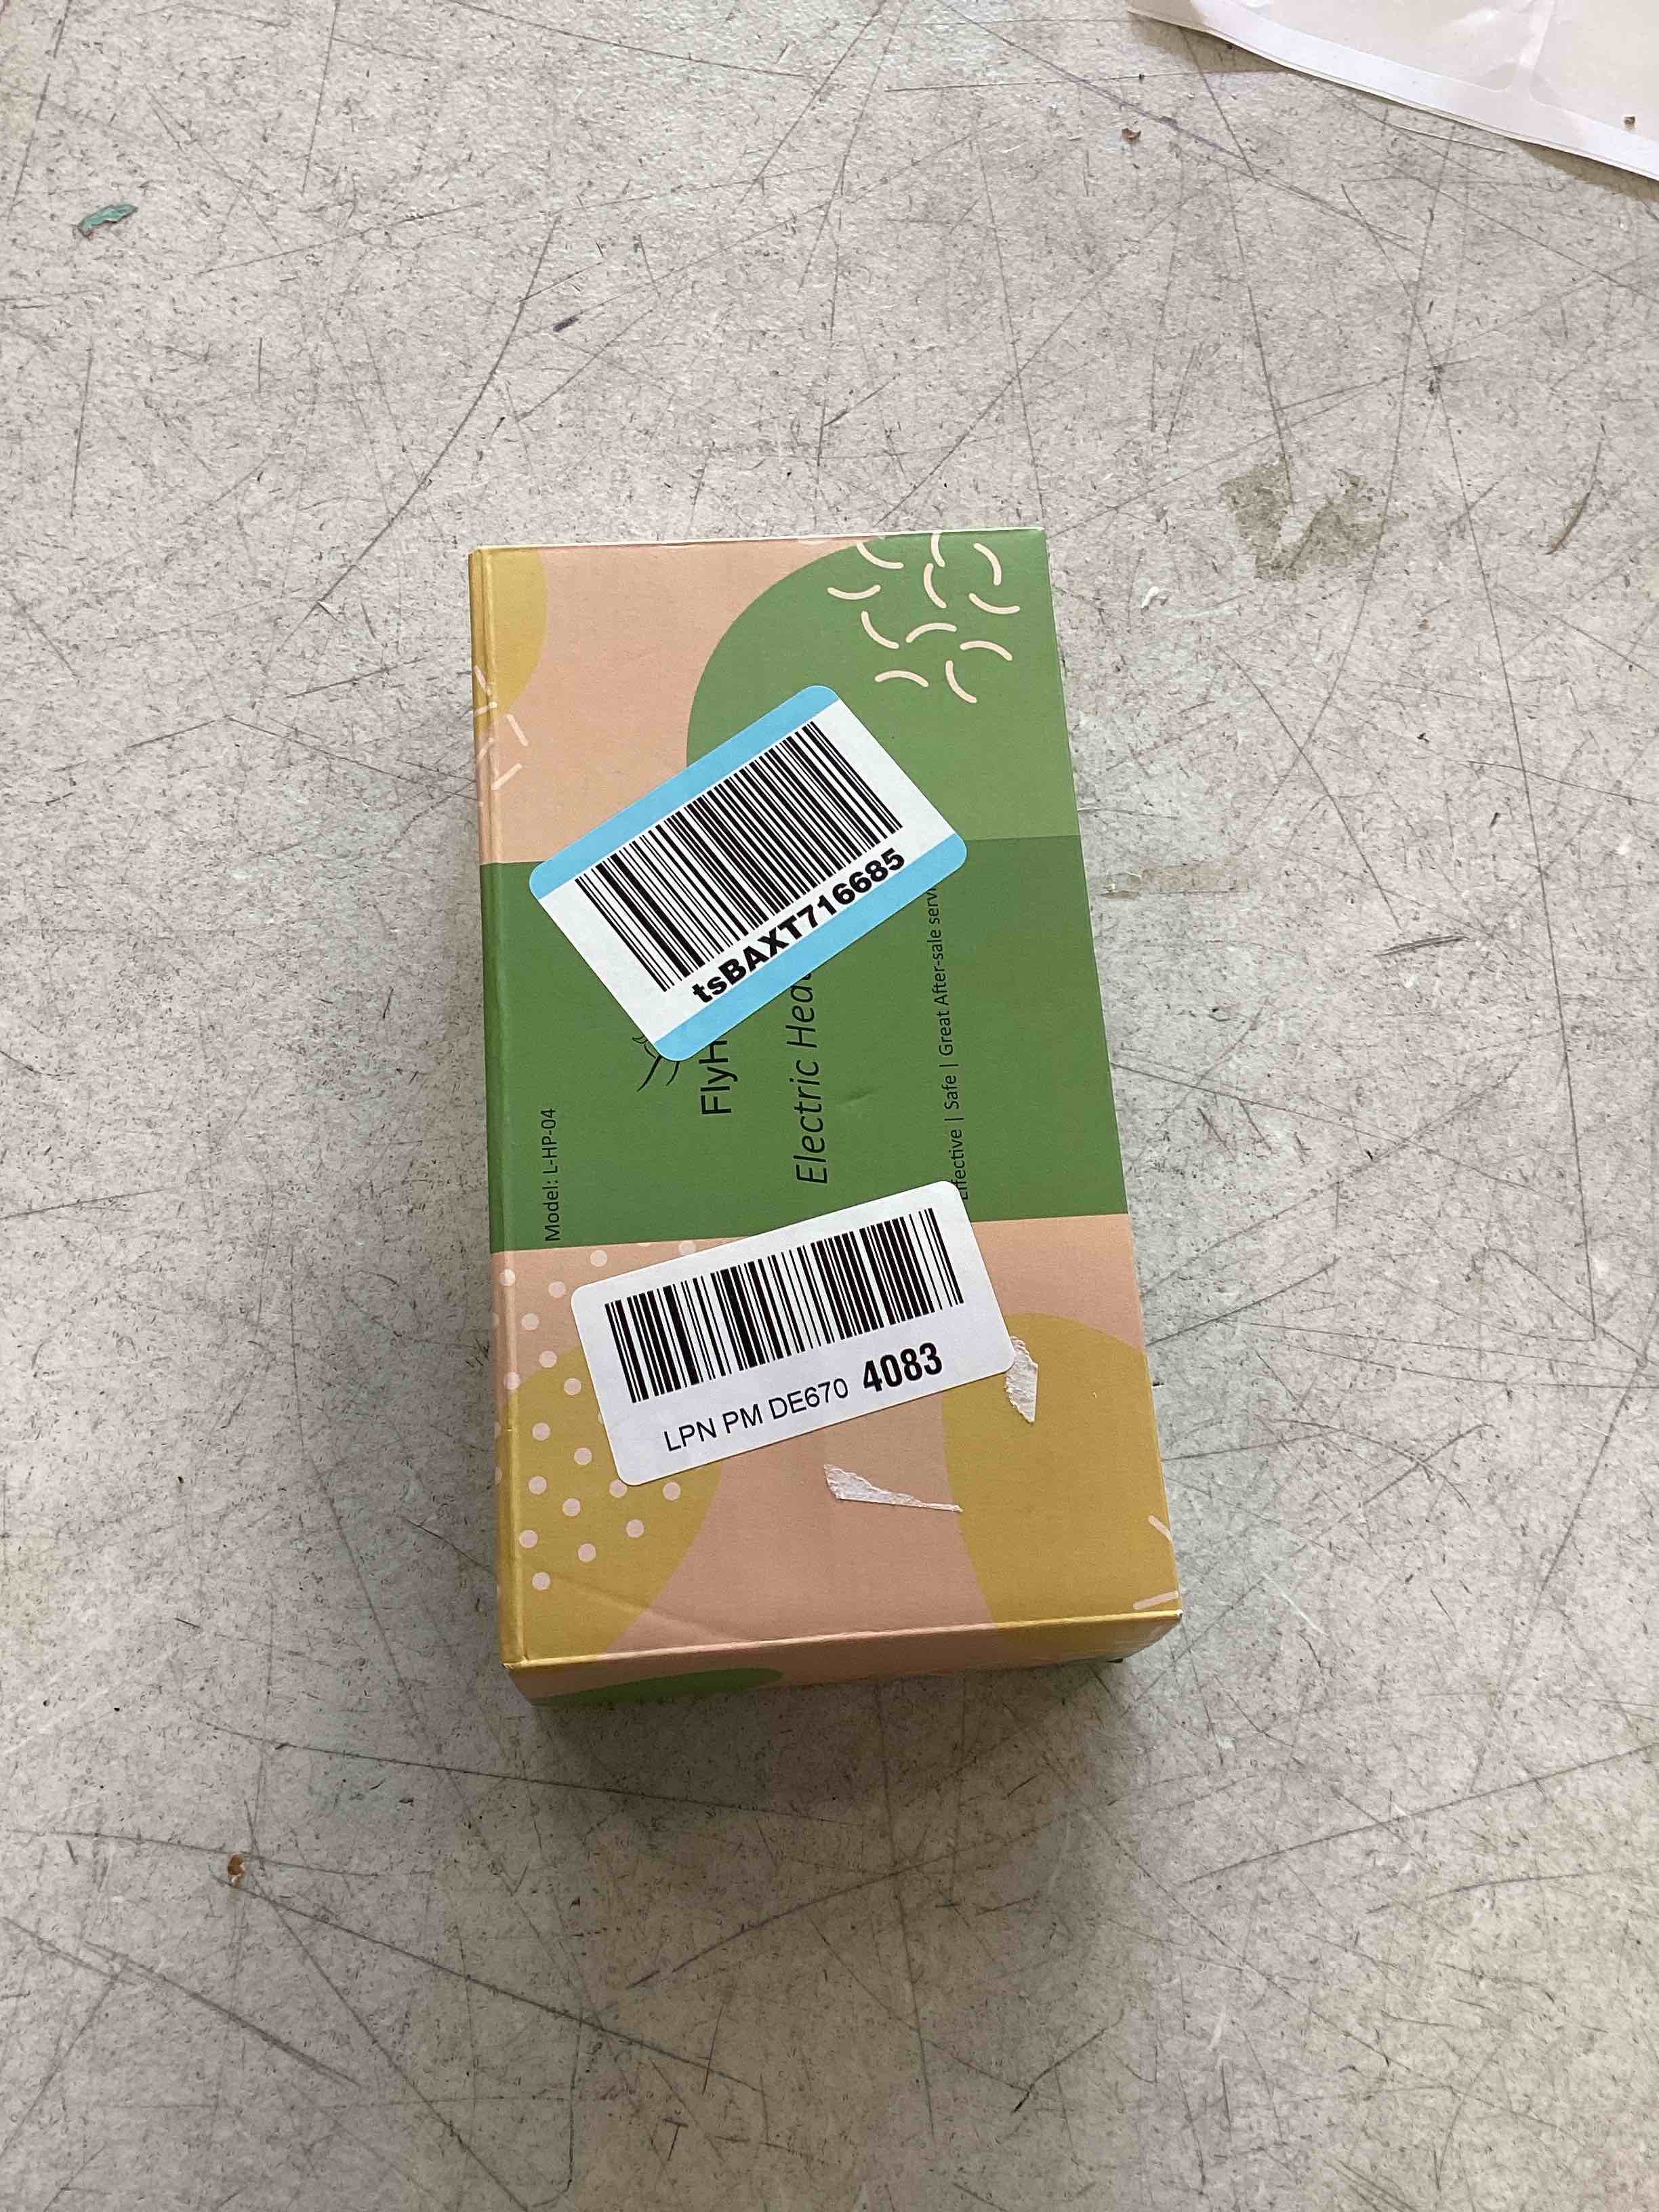 tsBAXT716685
Model: L-HP-04
FlyH
Electric Hea
Effective | Safe | Great After-sale serv
LPN PM DE670 4083